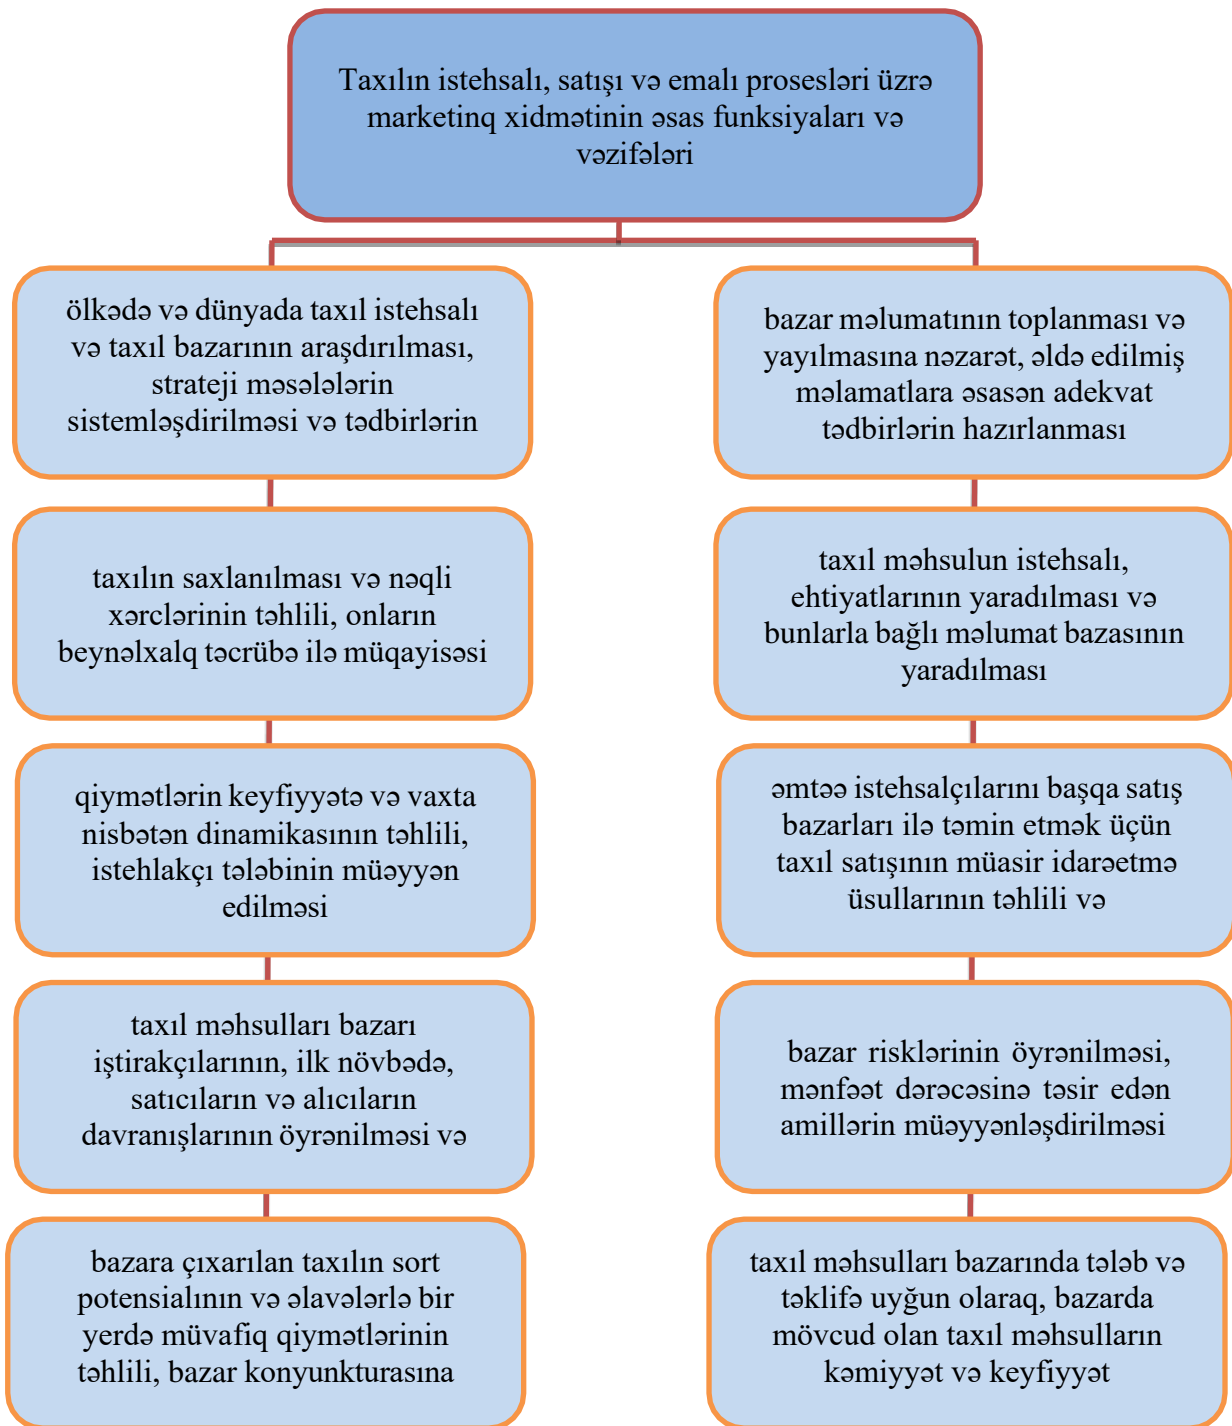 Taxılın istehsalı, satışı və emalı prosesləri üzrə
marketinq xidmətinin əsas funksiyaları və
vəzifələri
ölkədə və dünyada taxıl istehsalı
və taxıl bazarının araşdırılması,
strateji məsələlərin
sistemləşdirilməsi və tədbirlərin
taxılın saxlanılması və nəqli
xərclərinin təhlili, onların
beynəlxalq təcrübə ilə müqayisəsi
qiymətlərin keyfiyyətə və vaxta
nisbətən dinamikasının təhlili,
istehlakçı tələbinin müəyyən
edilməsi
taxıl məhsulları bazarı
iştirakçılarının, ilk növbədə,
satıcıların və alıcıların
davranışlarının öyrənilməsi və
bazara çıxarılan taxılın sort
potensialının və əlavələrlə bir
yerdə müvafiq qiymətlərinin
təhlili, bazar konyunkturasına
bazar məlumatının toplanması və
yayılmasına nəzarət, əldə edilmiş
məlamatlara əsasən adekvat
tədbirlərin hazırlanması
taxıl məhsulun istehsalı,
ehtiyatlarının yaradılması və
bunlarla bağlı məlumat bazasının
yaradılması
əmtəə istehsalçılarını başqa satış
bazarları ilə təmin etmək üçün
taxıl satışının müasir idarəetmə
üsullarının təhlili və
bazar risklərinin öyrənilməsi,
mənfəət dərəcəsinə təsir edən
amillərin müəyyənləşdirilməsi
taxıl məhsulları bazarında tələb və
təklifə uyğun olaraq, bazarda
mövcud olan taxıl məhsulların
kəmiyyət və keyfiyyət